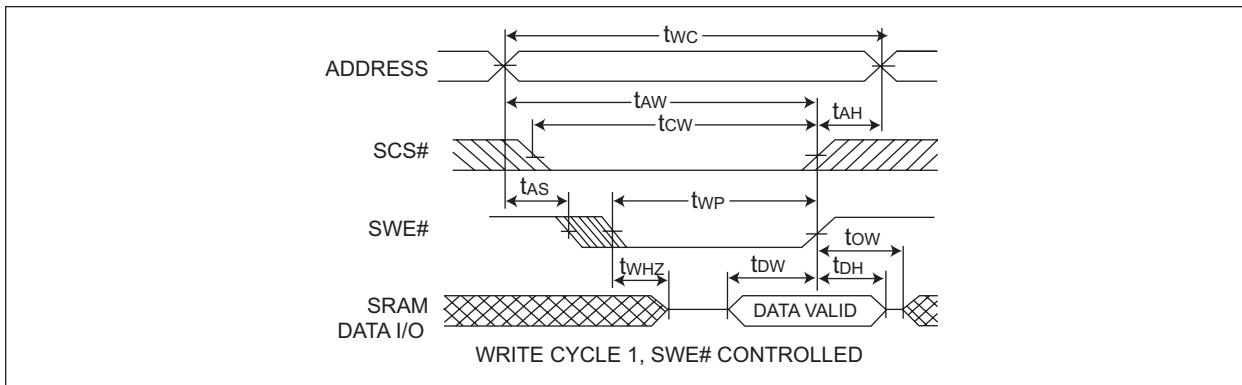 tWC
ADDRESS
tAW
tAH
tCW
SCS#
tAS
tWP
SWE#
tOW
tWHZ
tDW
tDH
SRAM
DATA I/O
DATA VALID
WRITE CYCLE 1, SWE# CONTROLLED